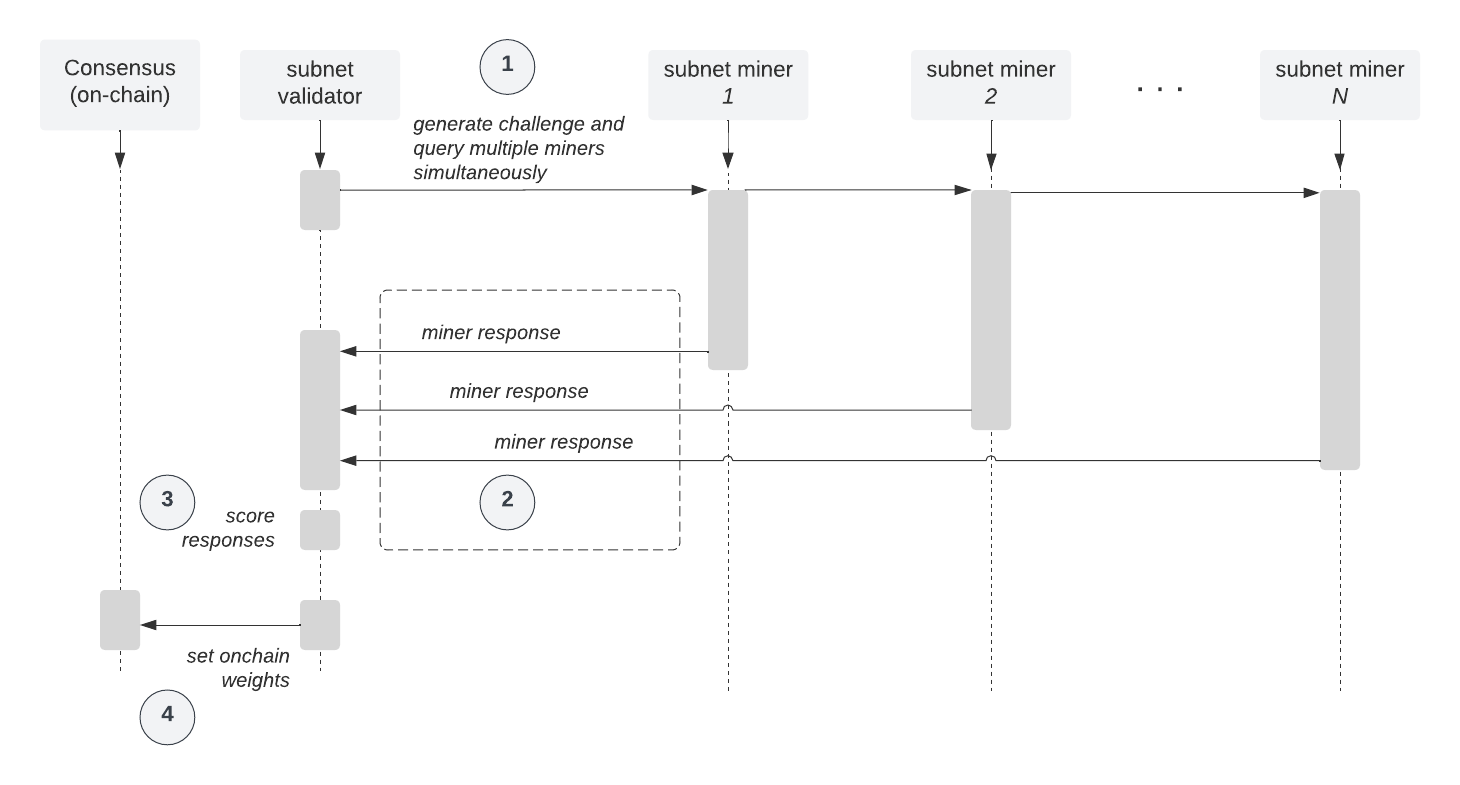 Consensus
(on-chain)
subnet
validator
1
subnet miner
1
subnet miner
2
. . .
subnet miner
N
generate challenge and
query multiple miners
simultaneously
miner response
miner response
miner response
3
2
score
responses
set onchain
weights
4